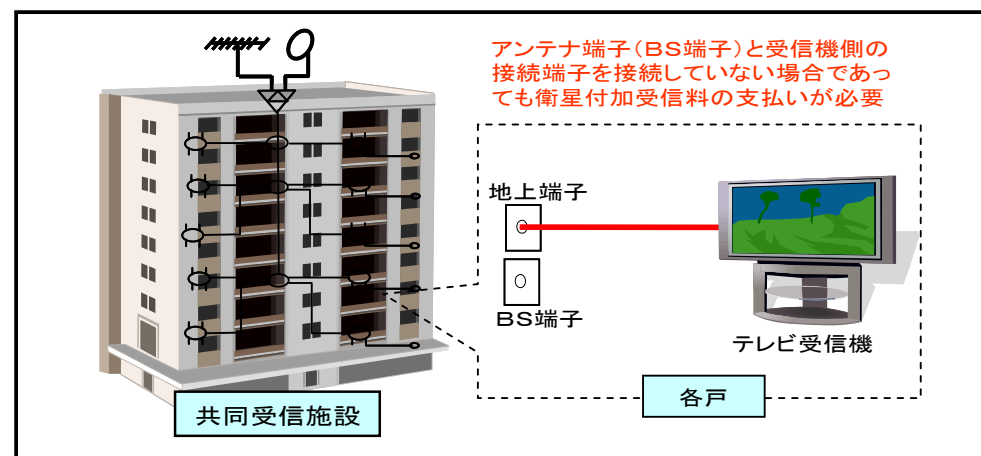 アンテナ端子(BS端子)と受信機側の
接続端子を接続していない場合であっ
ても衛星付加受信料の支払いが必要
地上端子
BS端子
テレビ受信機
各戸
共同受信施設